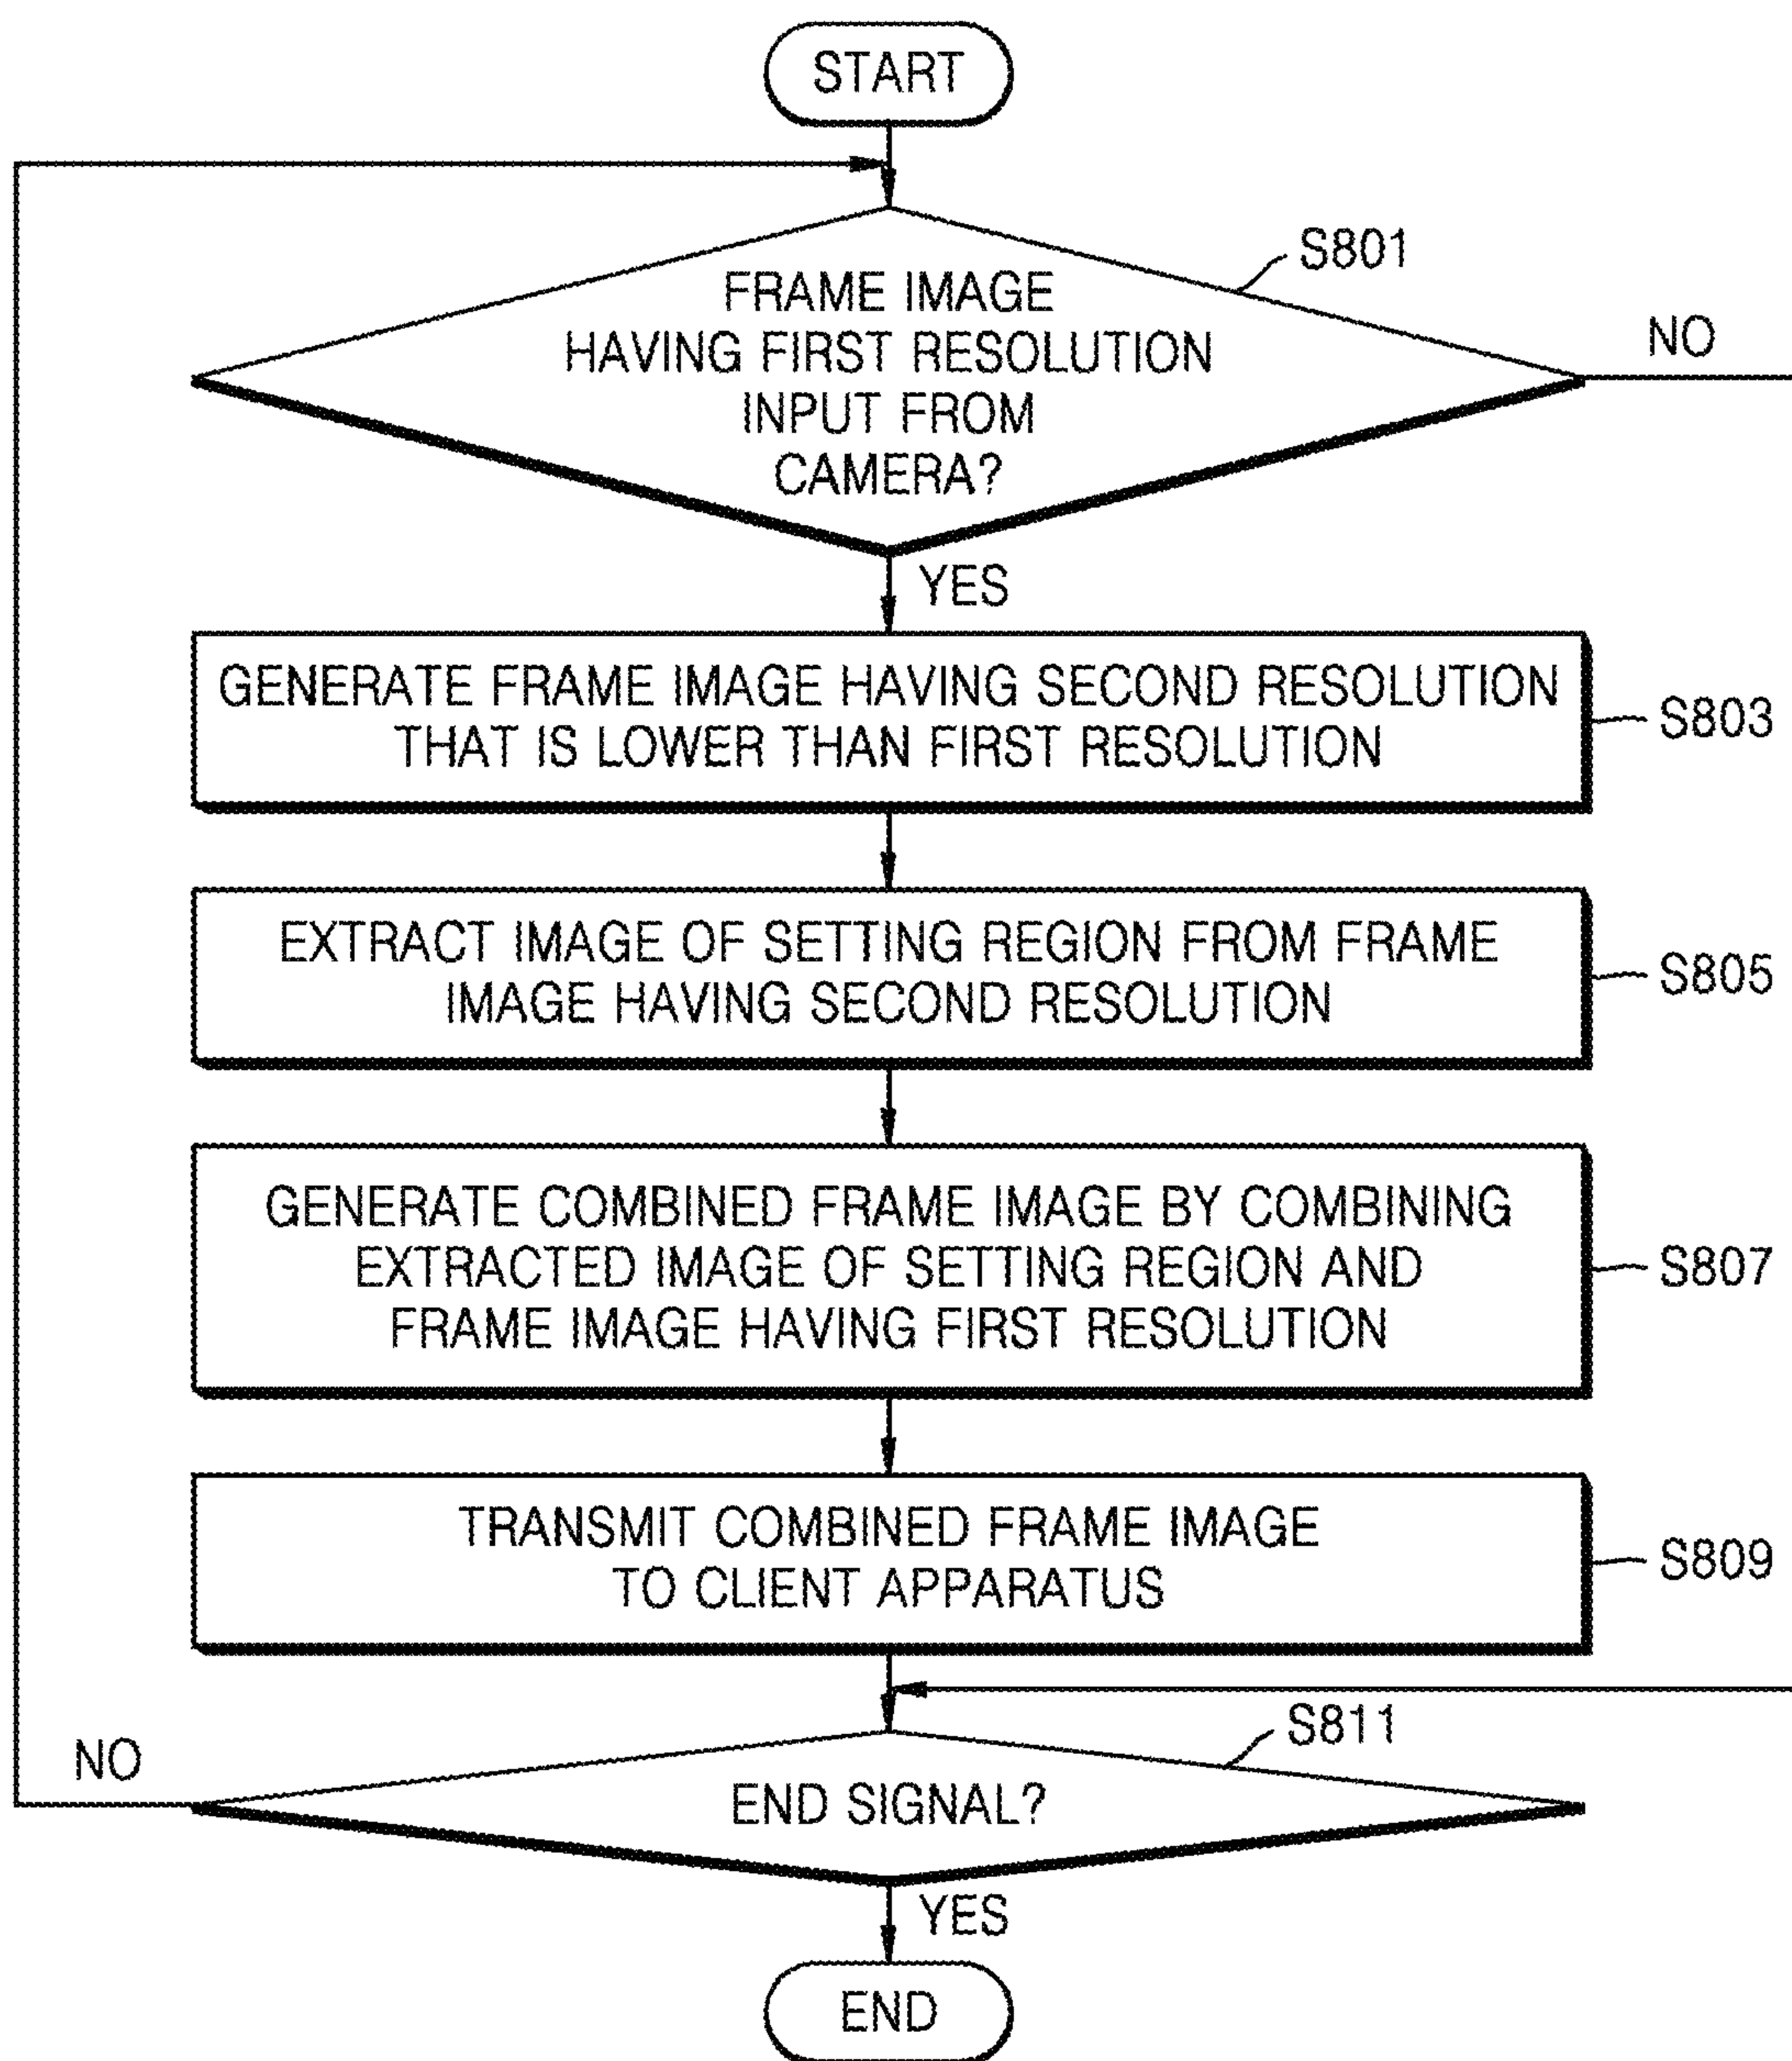 START
S801
FRAME IMAGE
HAVING FIRST RESOLUTION
INPUT FROM
CAMERA?
NO
YES
GENERATE FRAME IMAGE HAVING SECOND RESOLUTION
THAT IS LOWER THAN FIRST RESOLUTION
S803
EXTRACT IMAGE OF SETTING REGION FROM FRAME
IMAGE HAVING SECOND RESOLUTION
S805
GENERATE COMBINED FRAME IMAGE BY COMBINING
EXTRACTED IMAGE OF SETTING REGION AND
FRAME IMAGE HAVING FIRST RESOLUTION
S807
TRANSMIT COMBINED FRAME IMAGE
TO CLIENT APPARATUS
S809
S811
NO
END SIGNAL?
YES
END